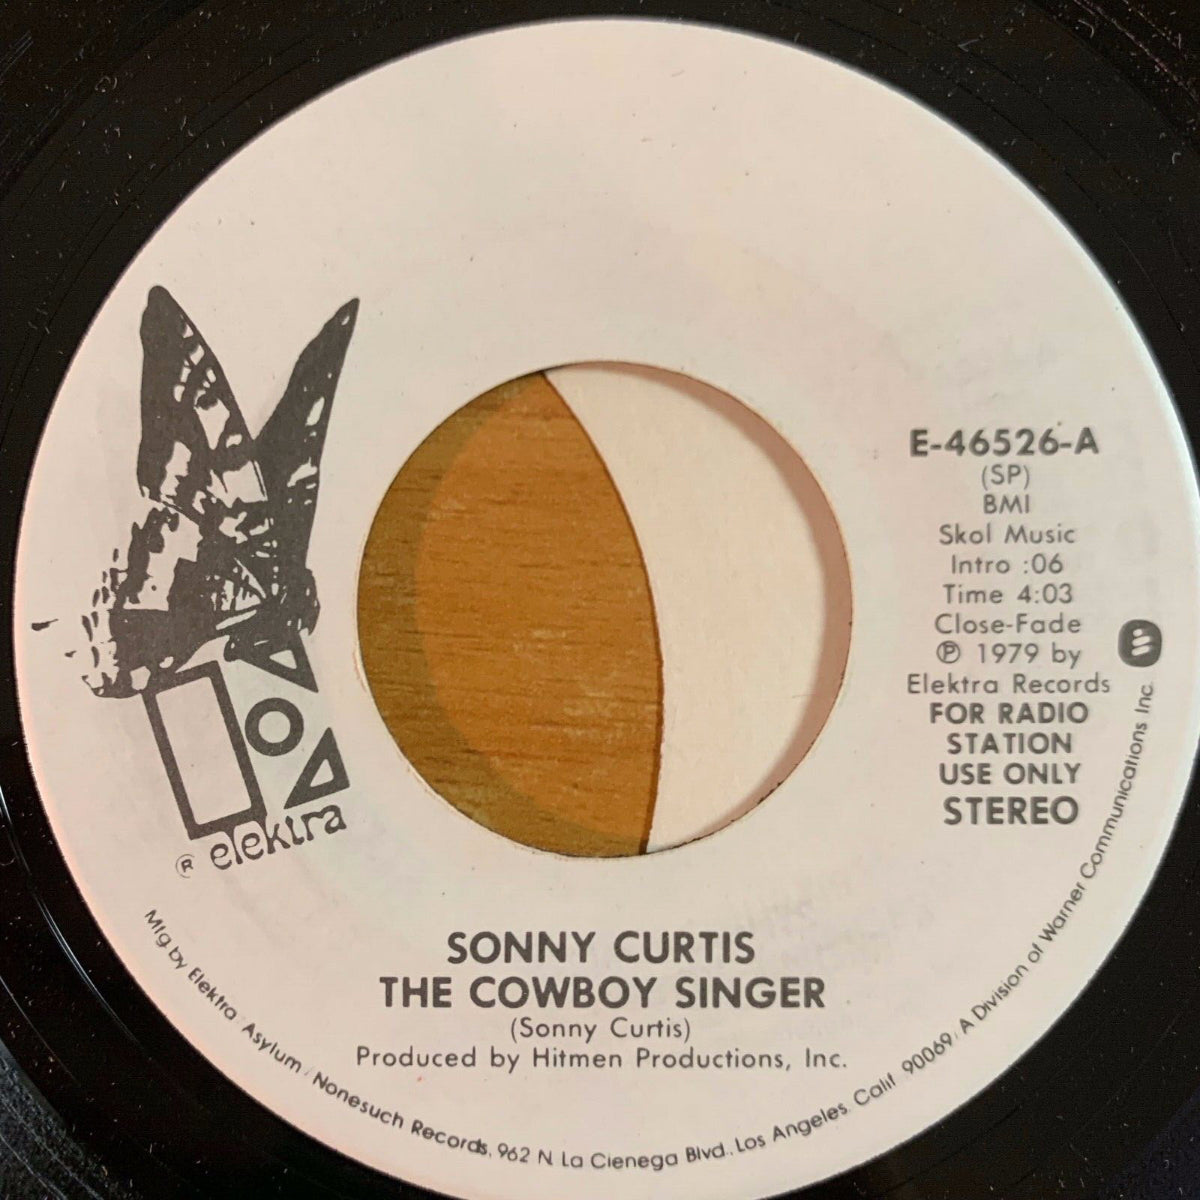 E-46526-A
(SP)
BMI
Skol Music
Intro :06
Time 4:03
Close-Fade
℗ 1979 by
Elektra Records
FOR RADIO
STATION
USE ONLY
STEREO
® elektra
SONNY CURTIS
THE COWBOY SINGER
(Sonny Curtis)
Produced by Hitmen Productions, Inc.
Mfg. by Elektra / Asylum / Nonesuch Records, 962 N. La Cienega Blvd., Los Angeles, Calif. 90069 / A Division of Warner Communications Inc.